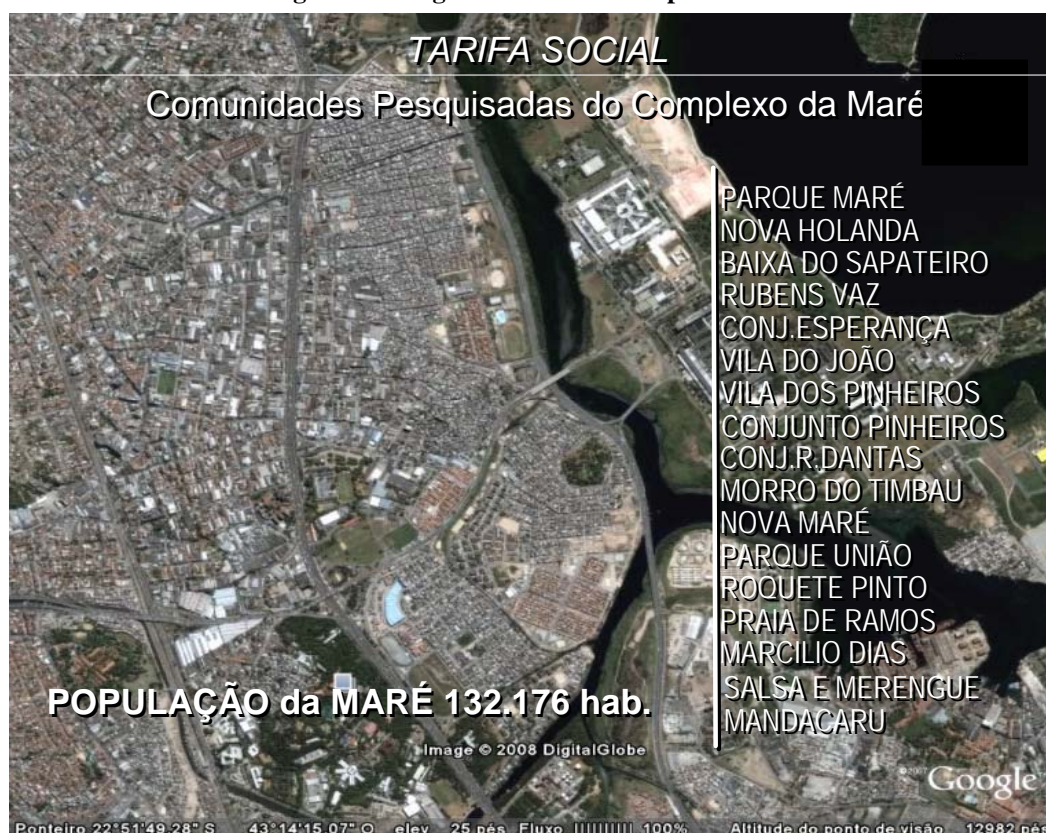 TARIFA SOCIAL
Comunidades Pesquisadas do Complexo da Maré
PARQUE MARÉ
NOVA HOLANDA
BAIXA DO SAPATEIRO
RUBENS VAZ
CONJ.ESPERANÇA
VILA DO JOÃO
VILA DOS PINHEIROS
CONJUNTO PINHEIROS
CONJ.R.DANTAS
MORRO DO TIMBAU
NOVA MARÉ
PARQUE UNIÃO
ROQUETE PINTO
PRAIA DE RAMOS
MARCILIO DIAS
SALSA E MERENGUE
MANDACARU
POPULAÇÃO da MARÉ 132.176 hab.
Image © 2008 DigitalGlobe
©2007 Google
Ponteiro 22°51'49.28" S 43°14'15.07" O elev 25 pés Fluxo |||||||||| 100% Altitude do ponto de visão 12982 pés